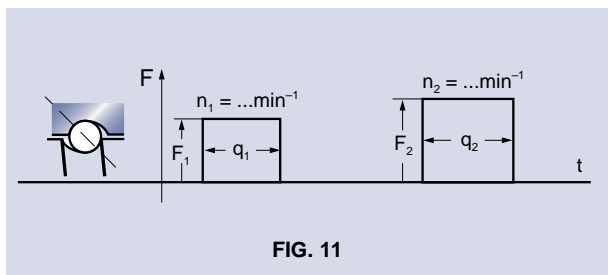 F
n₁ = ...min⁻¹
n₂ = ...min⁻¹
F₁
q₁
F₂
q₂
t
FIG. 11